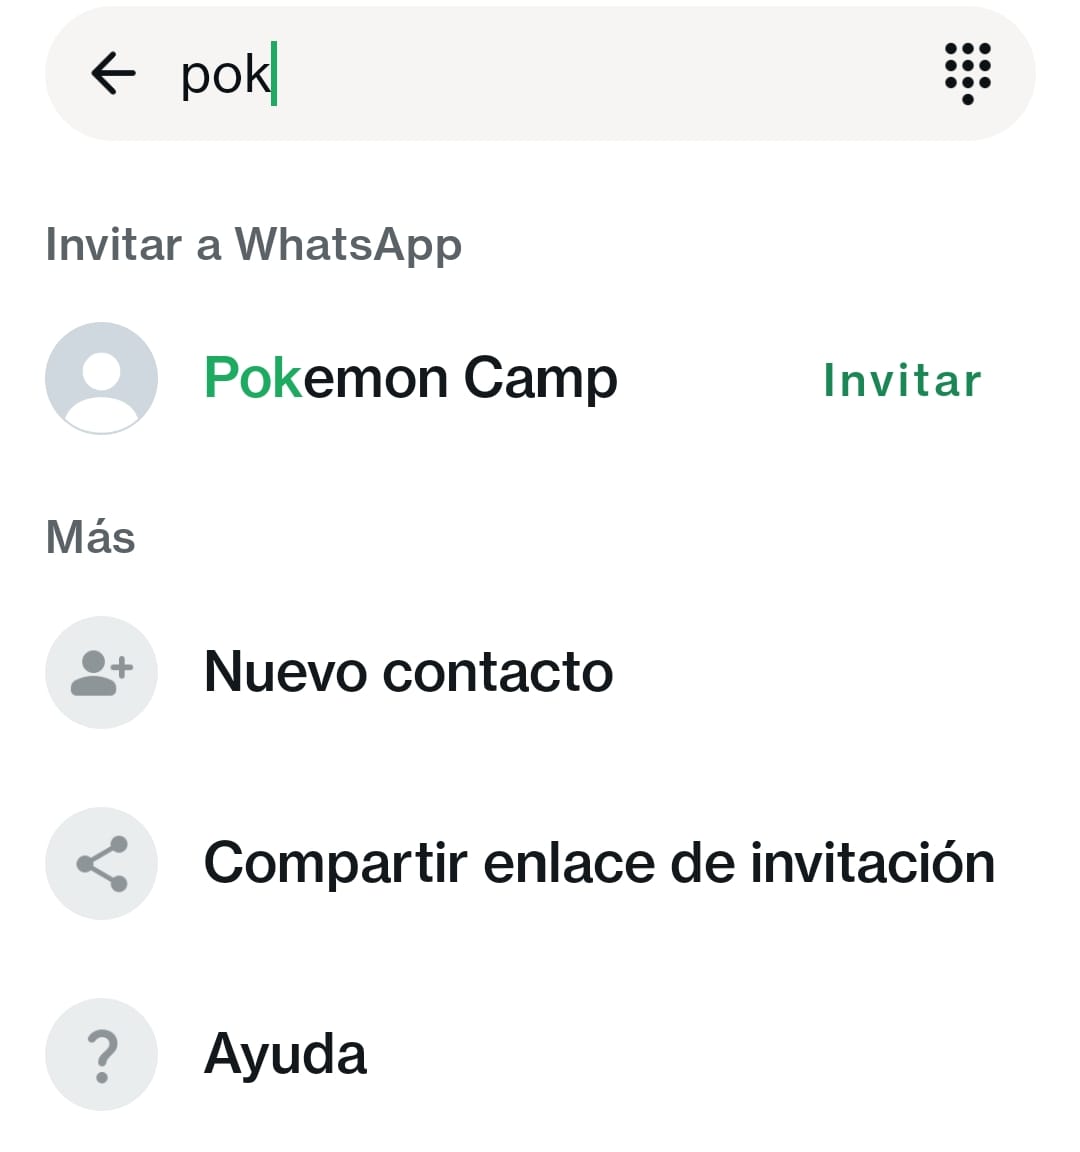 pok
Invitar a WhatsApp
Pokemon Camp Invitar
Más
Nuevo contacto
Compartir enlace de invitación
Ayuda